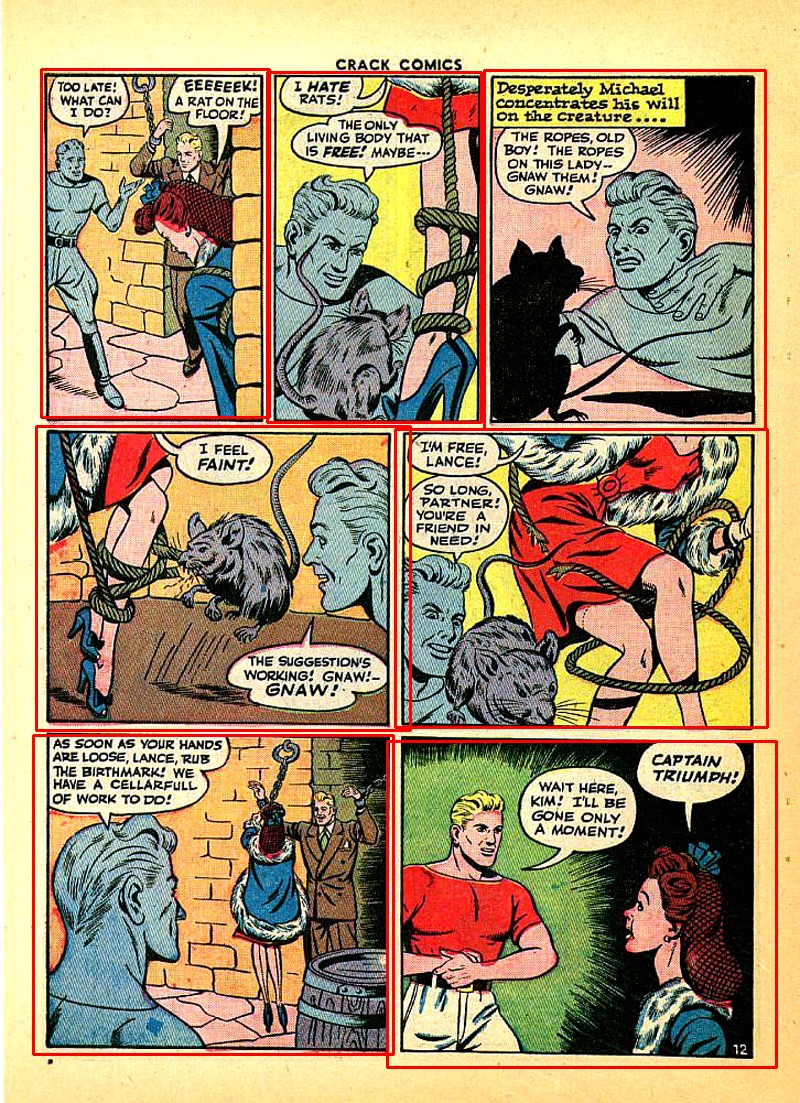 CRACK COMICS
TOO LATE!
WHAT CAN
I DO?
EEEEEEK!
A RAT ON THE
FLOOR!
I HATE
RATS!
THE ONLY
LIVING BODY THAT
IS FREE! MAYBE---
Desperately Michael
concentrates his will
on the creature ....
THE ROPES, OLD
BOY! THE ROPES
ON THIS LADY--
GNAW THEM!
GNAW!
I FEEL
FAINT!
THE SUGGESTION'S
WORKING! GNAW!-
GNAW!
I'M FREE,
LANCE!
SO LONG,
PARTNER!
YOU'RE A
FRIEND IN
NEED!
AS SOON AS YOUR HANDS
ARE LOOSE, LANCE, RUB
THE BIRTHMARK! WE
HAVE A CELLARFULL
OF WORK TO DO!
WAIT HERE,
KIM! I'LL BE
GONE ONLY
A MOMENT!
CAPTAIN
TRIUMPH!
12